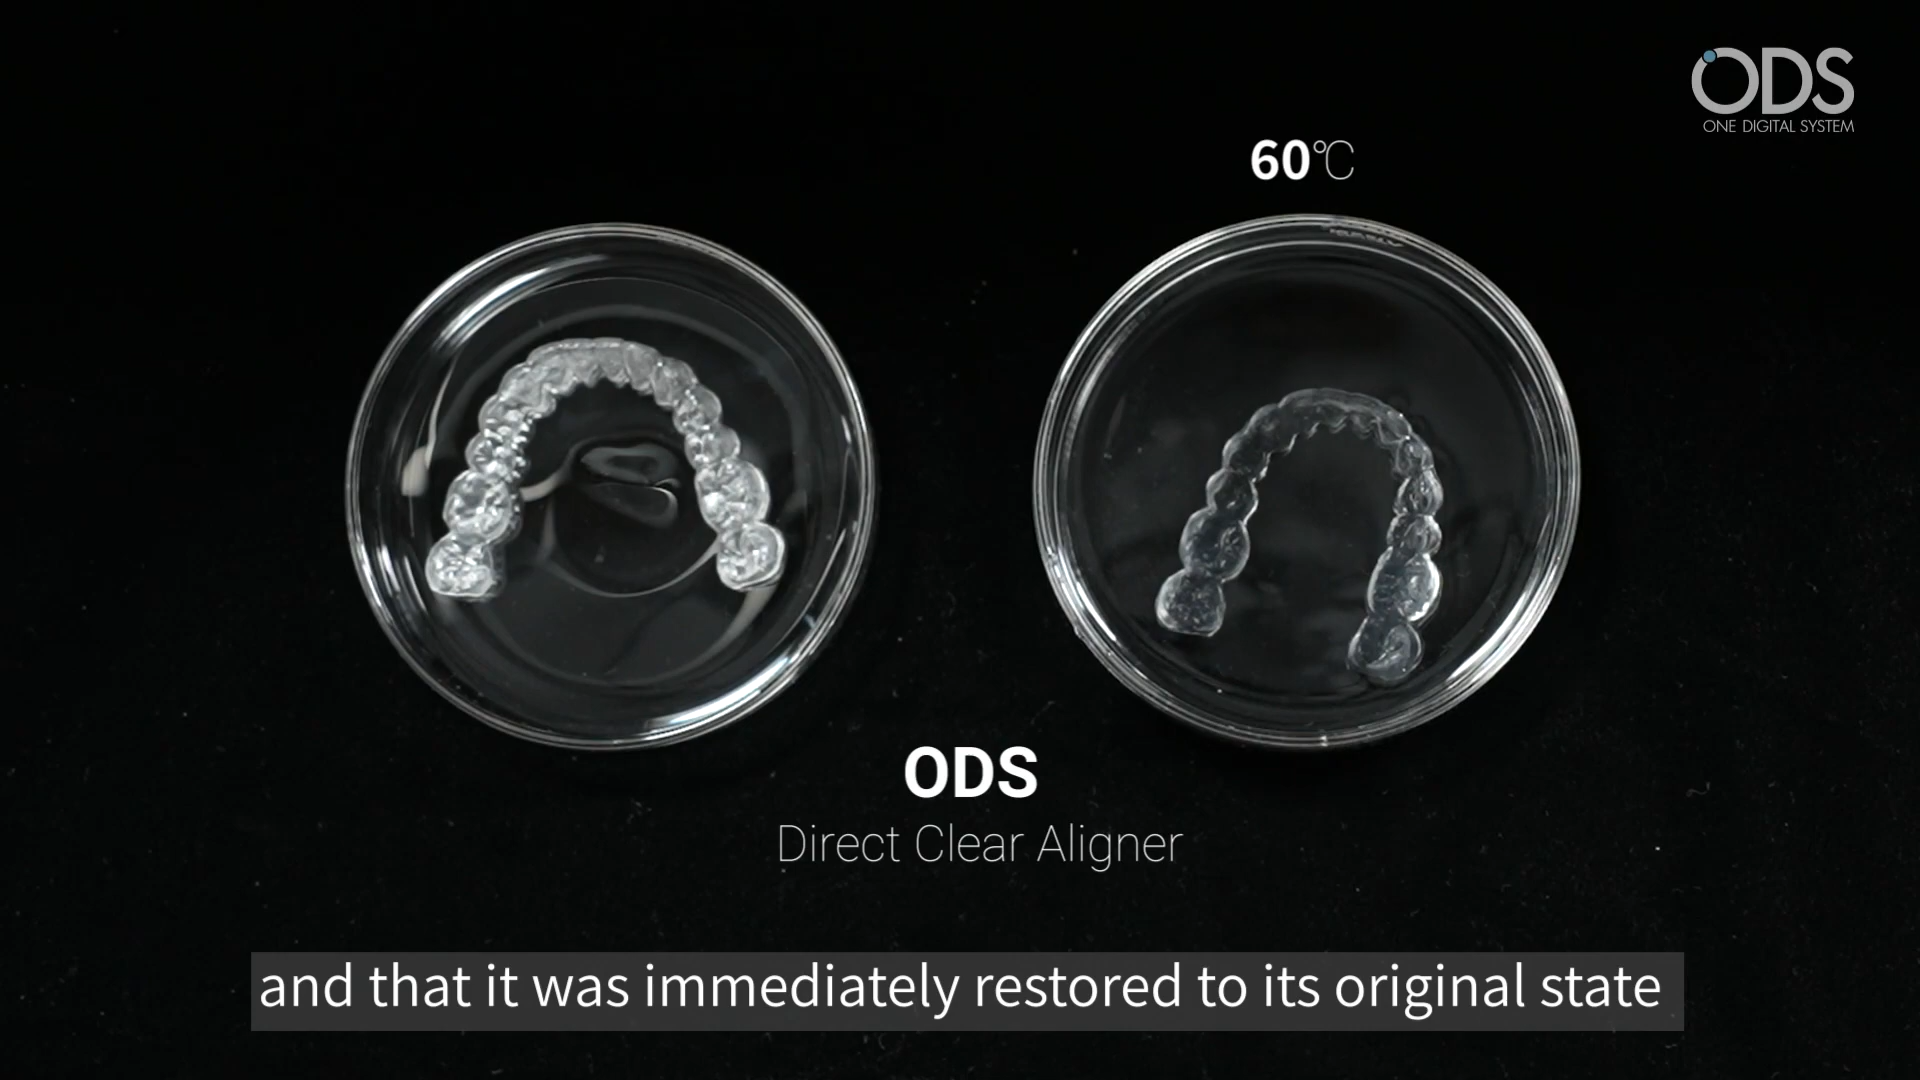 ODS
ONE DIGITAL SYSTEM
60℃
ODS
Direct Clear Aligner
and that it was immediately restored to its original state